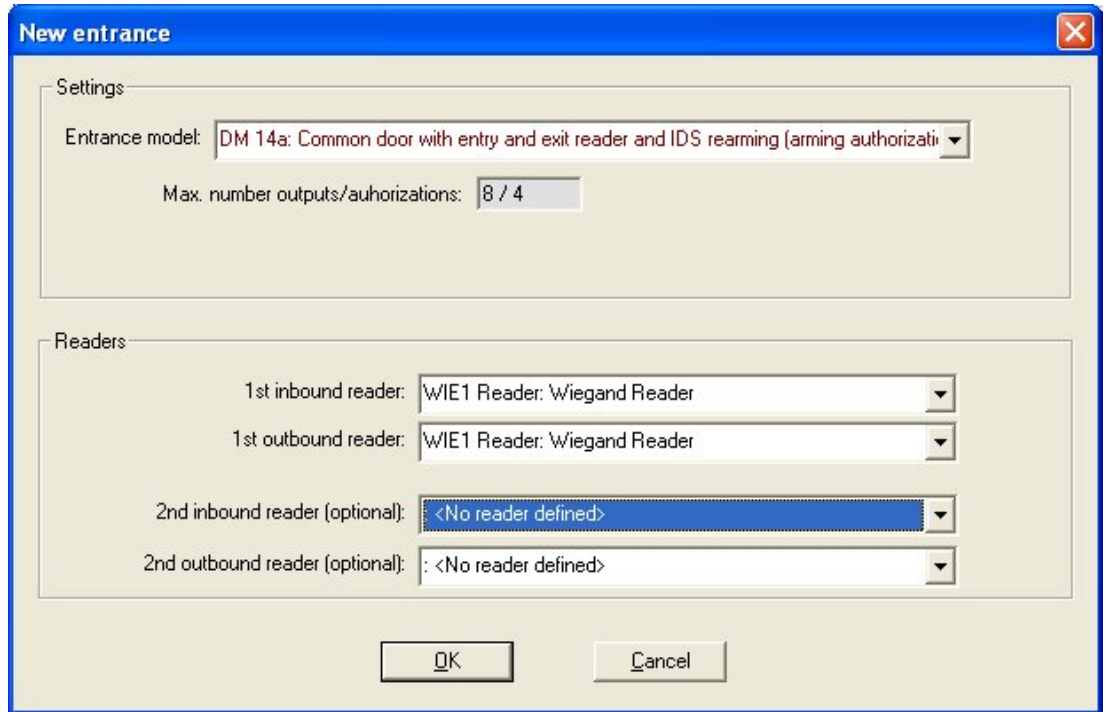 New entrance
Settings
Entrance model: DM 14a: Common door with entry and exit reader and IDS rearming (arming authorizati
Max. number outputs/auhorizations: 8 / 4
Readers
1st inbound reader: WIE1 Reader: Wiegand Reader
1st outbound reader: WIE1 Reader: Wiegand Reader
2nd inbound reader (optional): : <No reader defined>
2nd outbound reader (optional): : <No reader defined>
OK Cancel